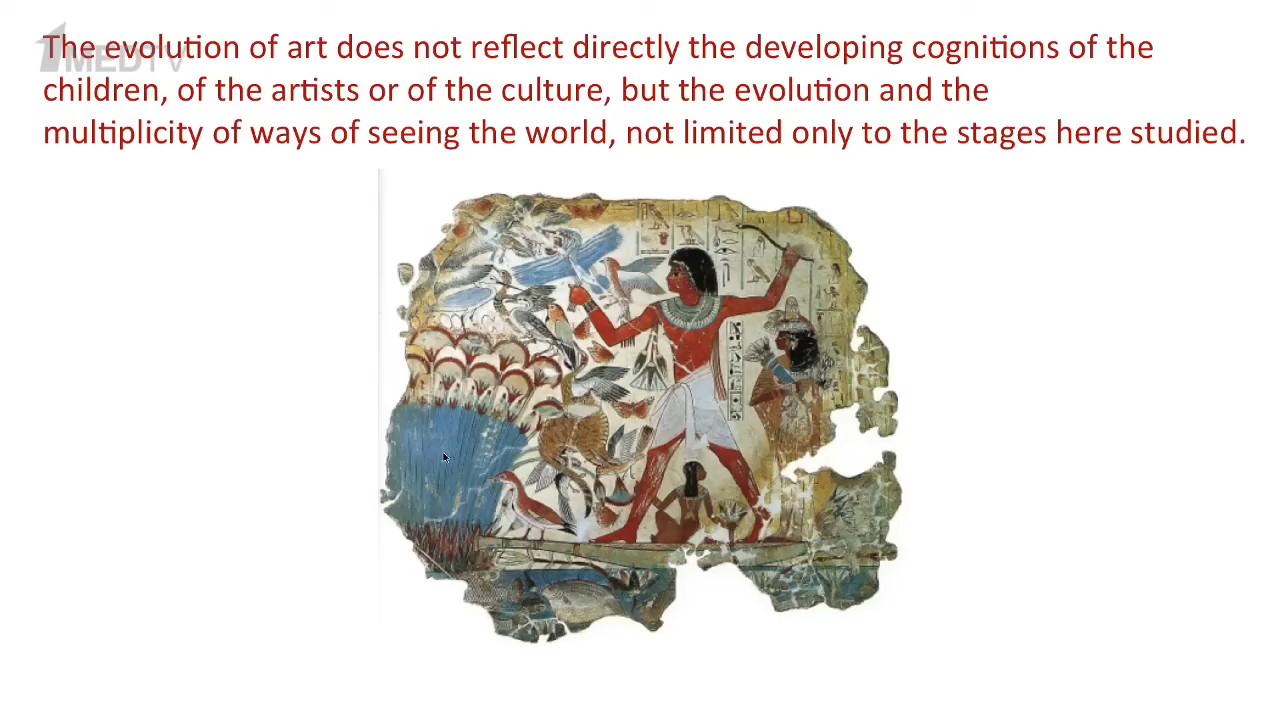 1MEDTV
The evolution of art does not reflect directly the developing cognitions of the
children, of the artists or of the culture, but the evolution and the
multiplicity of ways of seeing the world, not limited only to the stages here studied.